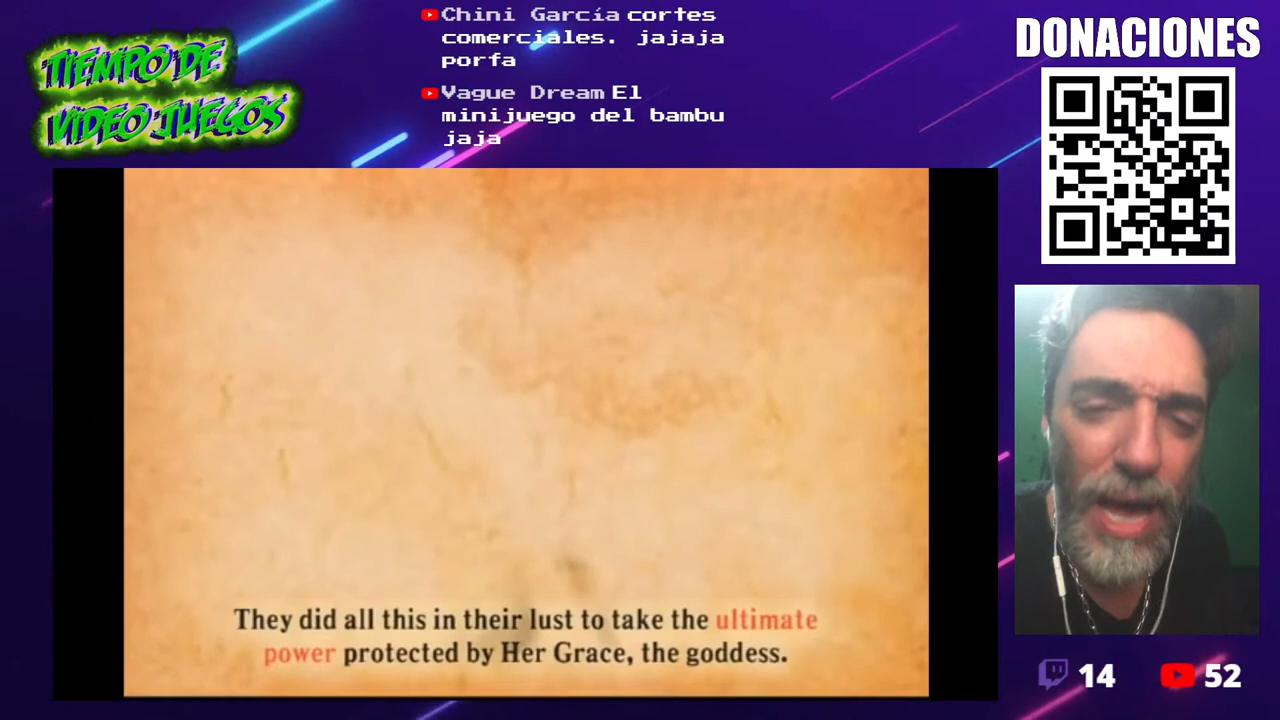 TIEMPO DE
VIDEO JUEGOS
Chini García cortes
comerciales. jajaja
porfa
Vague Dream El
minijuego del bambu
jaja
DONACIONES
They did all this in their lust to take the ultimate
power protected by Her Grace, the goddess.
14
52